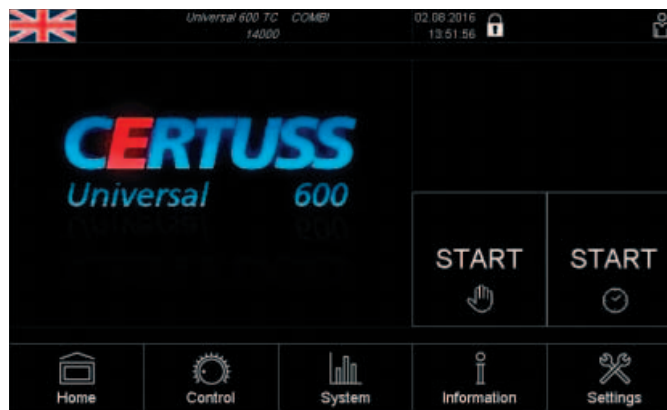 Universal 600 TC COMBI
14000
02.08.2016
13:51:56
CERTUSS
Universal 600
START START
Home Control System Information Settings